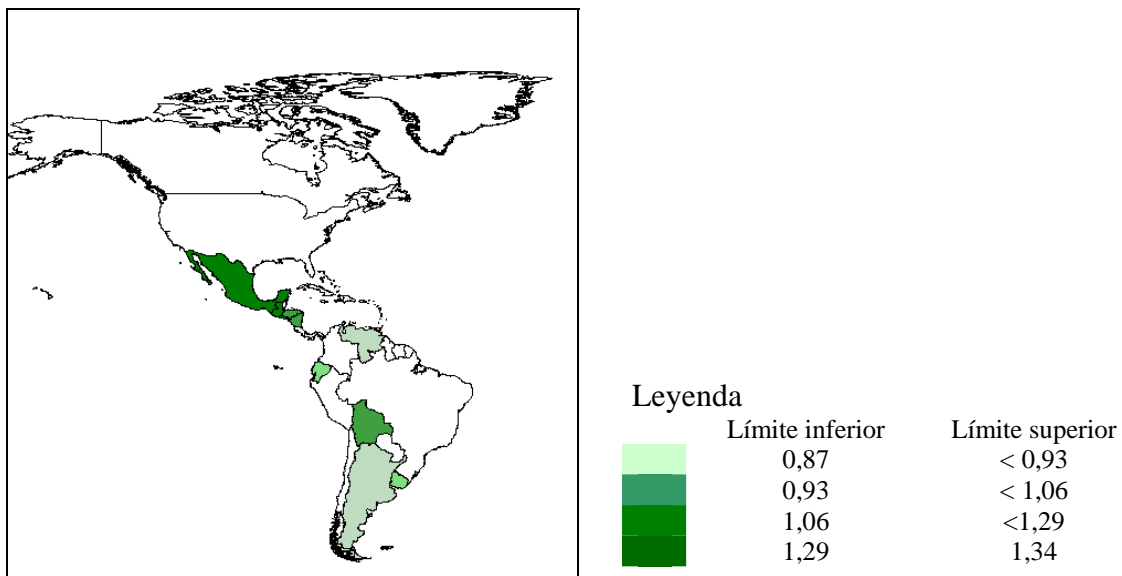 Leyenda
Límite inferior Límite superior
0,87 < 0,93
0,93 < 1,06
1,06 <1,29
1,29 1,34